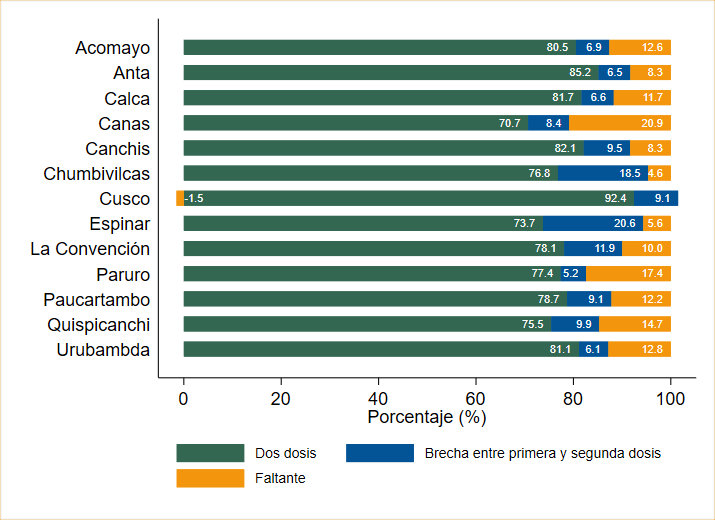 Acomayo 80.5 6.9 12.6
Anta 85.2 6.5 8.3
Calca 81.7 6.6 11.7
Canas 70.7 8.4 20.9
Canchis 82.1 9.5 8.3
Chumbivilcas 76.8 18.5 4.6
Cusco -1.5 92.4 9.1
Espinar 73.7 20.6 5.6
La Convención 78.1 11.9 10.0
Paruro 77.4 5.2 17.4
Paucartambo 78.7 9.1 12.2
Quispicanchi 75.5 9.9 14.7
Urubambda 81.1 6.1 12.8
0 20 40 60 80 100
Porcentaje (%)
Dos dosis Brecha entre primera y segunda dosis
Faltante